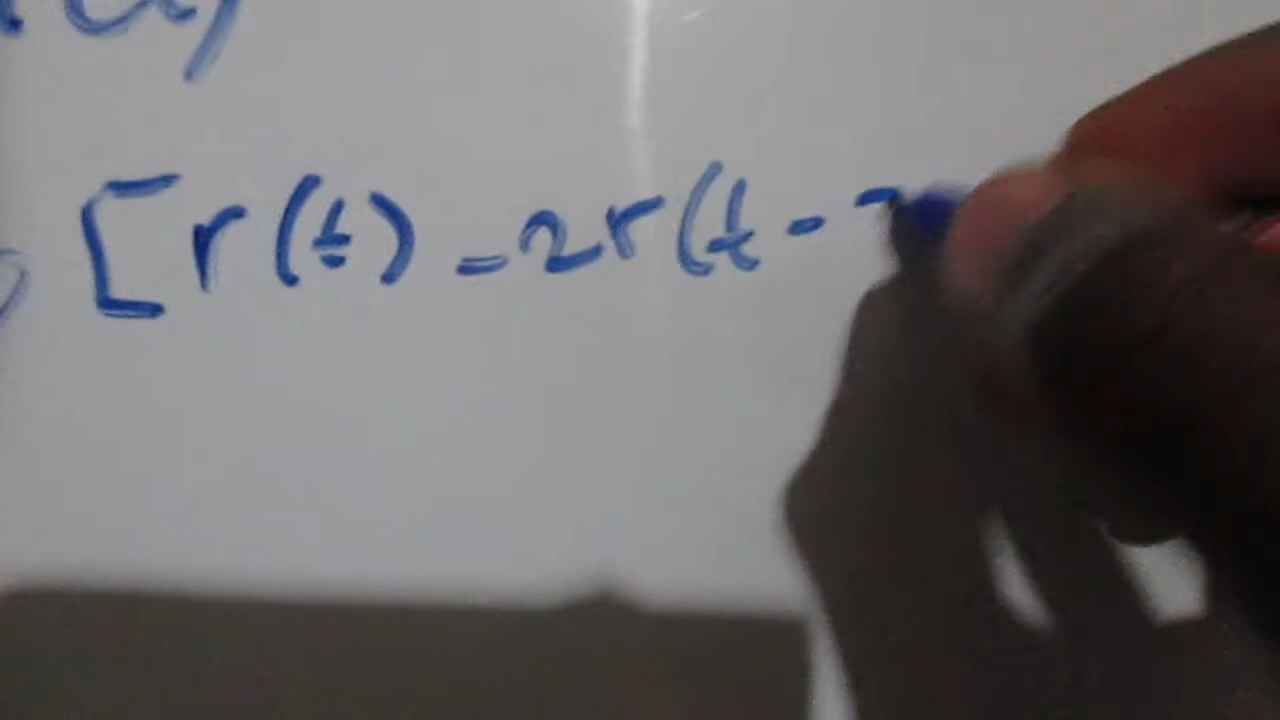 [r(t) - 2r(t -